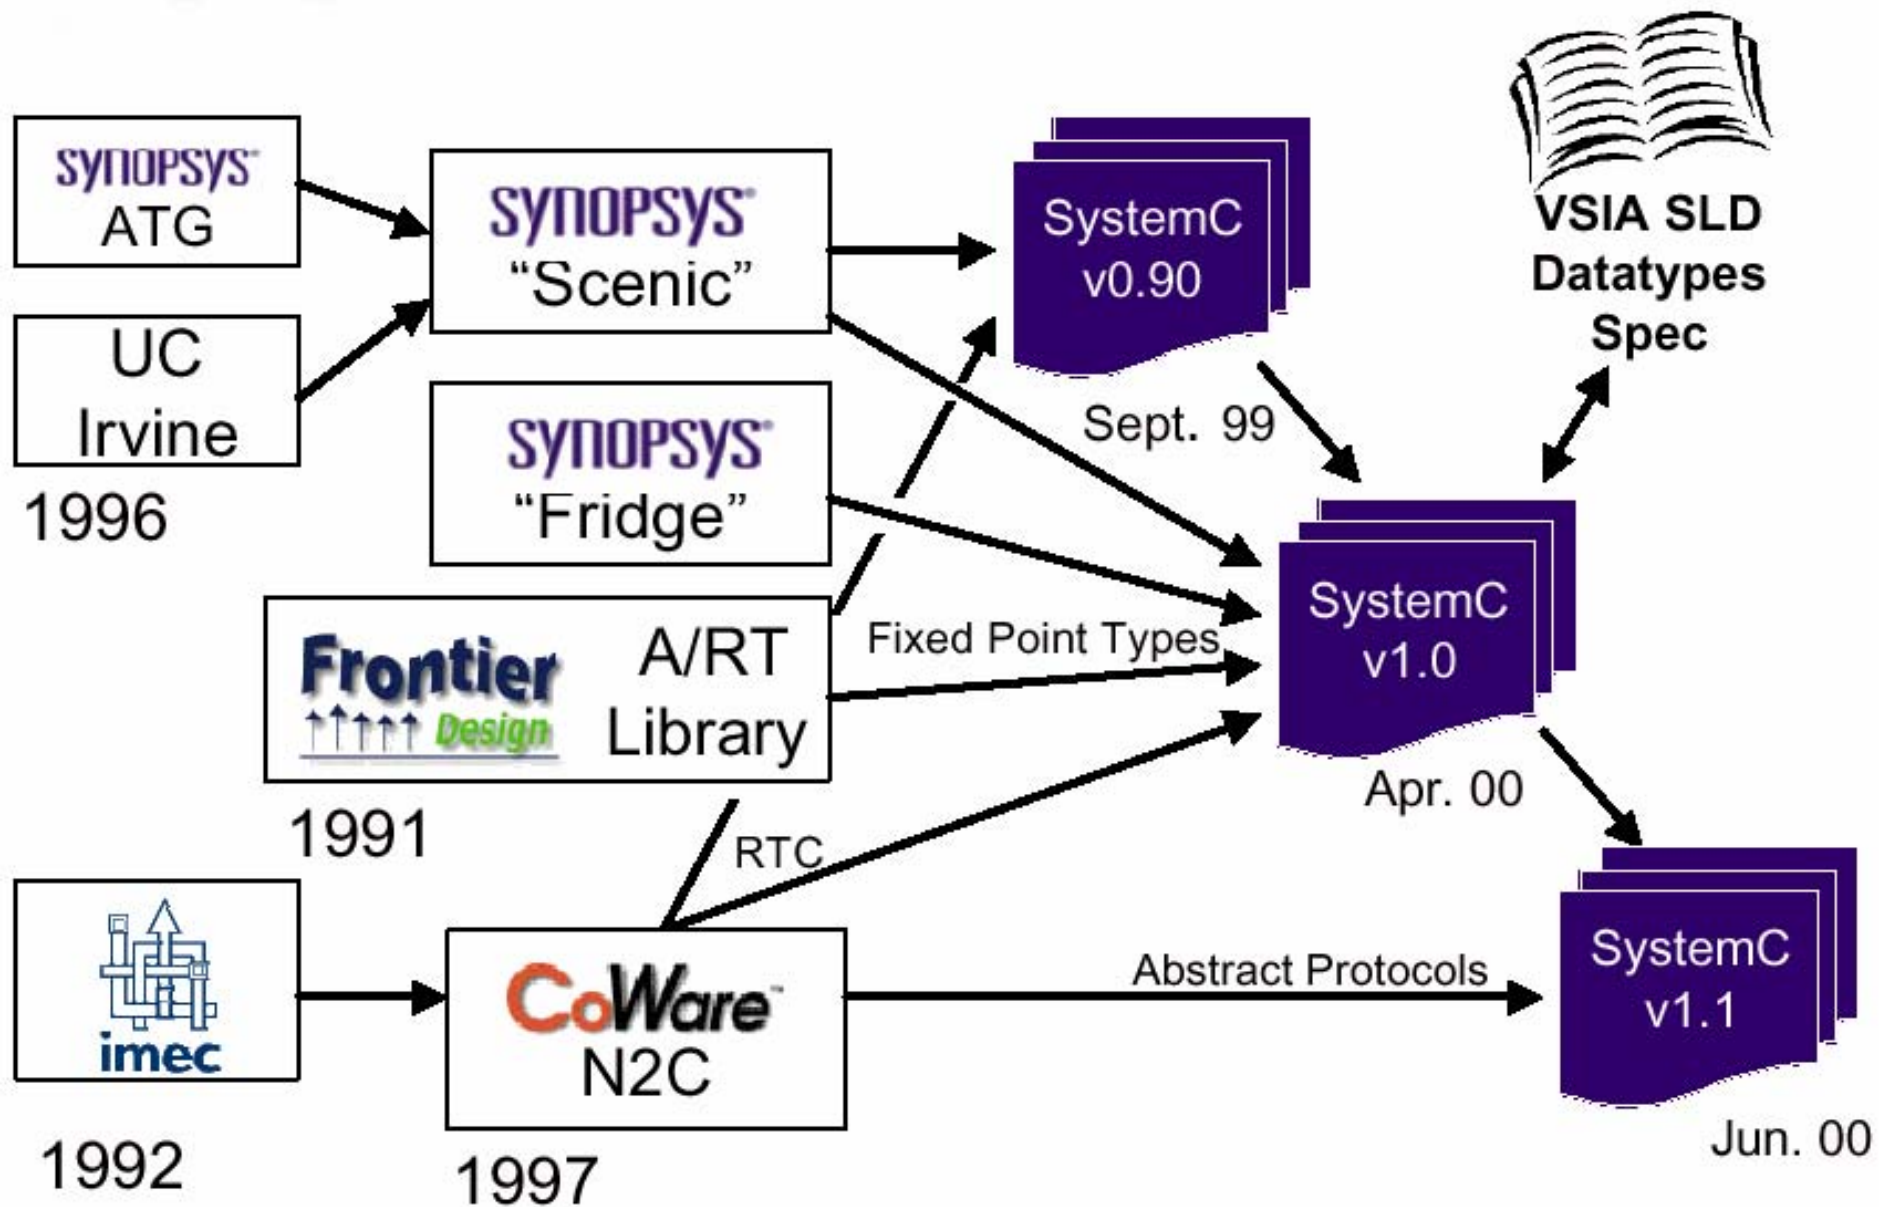 SYNOPSYS
ATG
UC
Irvine
1996
SYNOPSYS
“Scenic”
SYNOPSYS
“Fridge”
Frontier
Design
A/RT
Library
1991
imec
1992
CoWare™
N2C
1997
Fixed Point Types
RTC
Abstract Protocols
SystemC
v0.90
Sept. 99
VSIA SLD
Datatypes
Spec
SystemC
v1.0
Apr. 00
SystemC
v1.1
Jun. 00